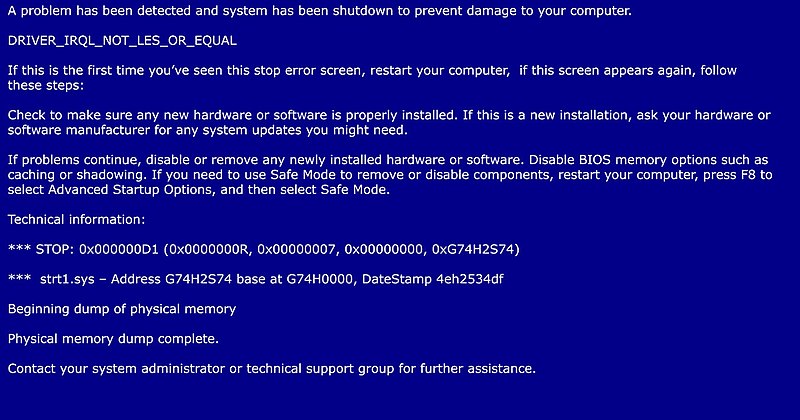 A problem has been detected and system has been shutdown to prevent damage to your computer.
DRIVER_IRQL_NOT_LES_OR_EQUAL
If this is the first time you’ve seen this stop error screen, restart your computer,  if this screen appears again, follow
these steps:
Check to make sure any new hardware or software is properly installed. If this is a new installation, ask your hardware or
software manufacturer for any system updates you might need.
If problems continue, disable or remove any newly installed hardware or software. Disable BIOS memory options such as
caching or shadowing. If you need to use Safe Mode to remove or disable components, restart your computer, press F8 to
select Advanced Startup Options, and then select Safe Mode.
Technical information:
*** STOP: 0x000000D1 (0x0000000R, 0x00000007, 0x00000000, 0xG74H2S74)
***  strt1.sys – Address G74H2S74 base at G74H0000, DateStamp 4eh2534df
Beginning dump of physical memory
Physical memory dump complete.
Contact your system administrator or technical support group for further assistance.